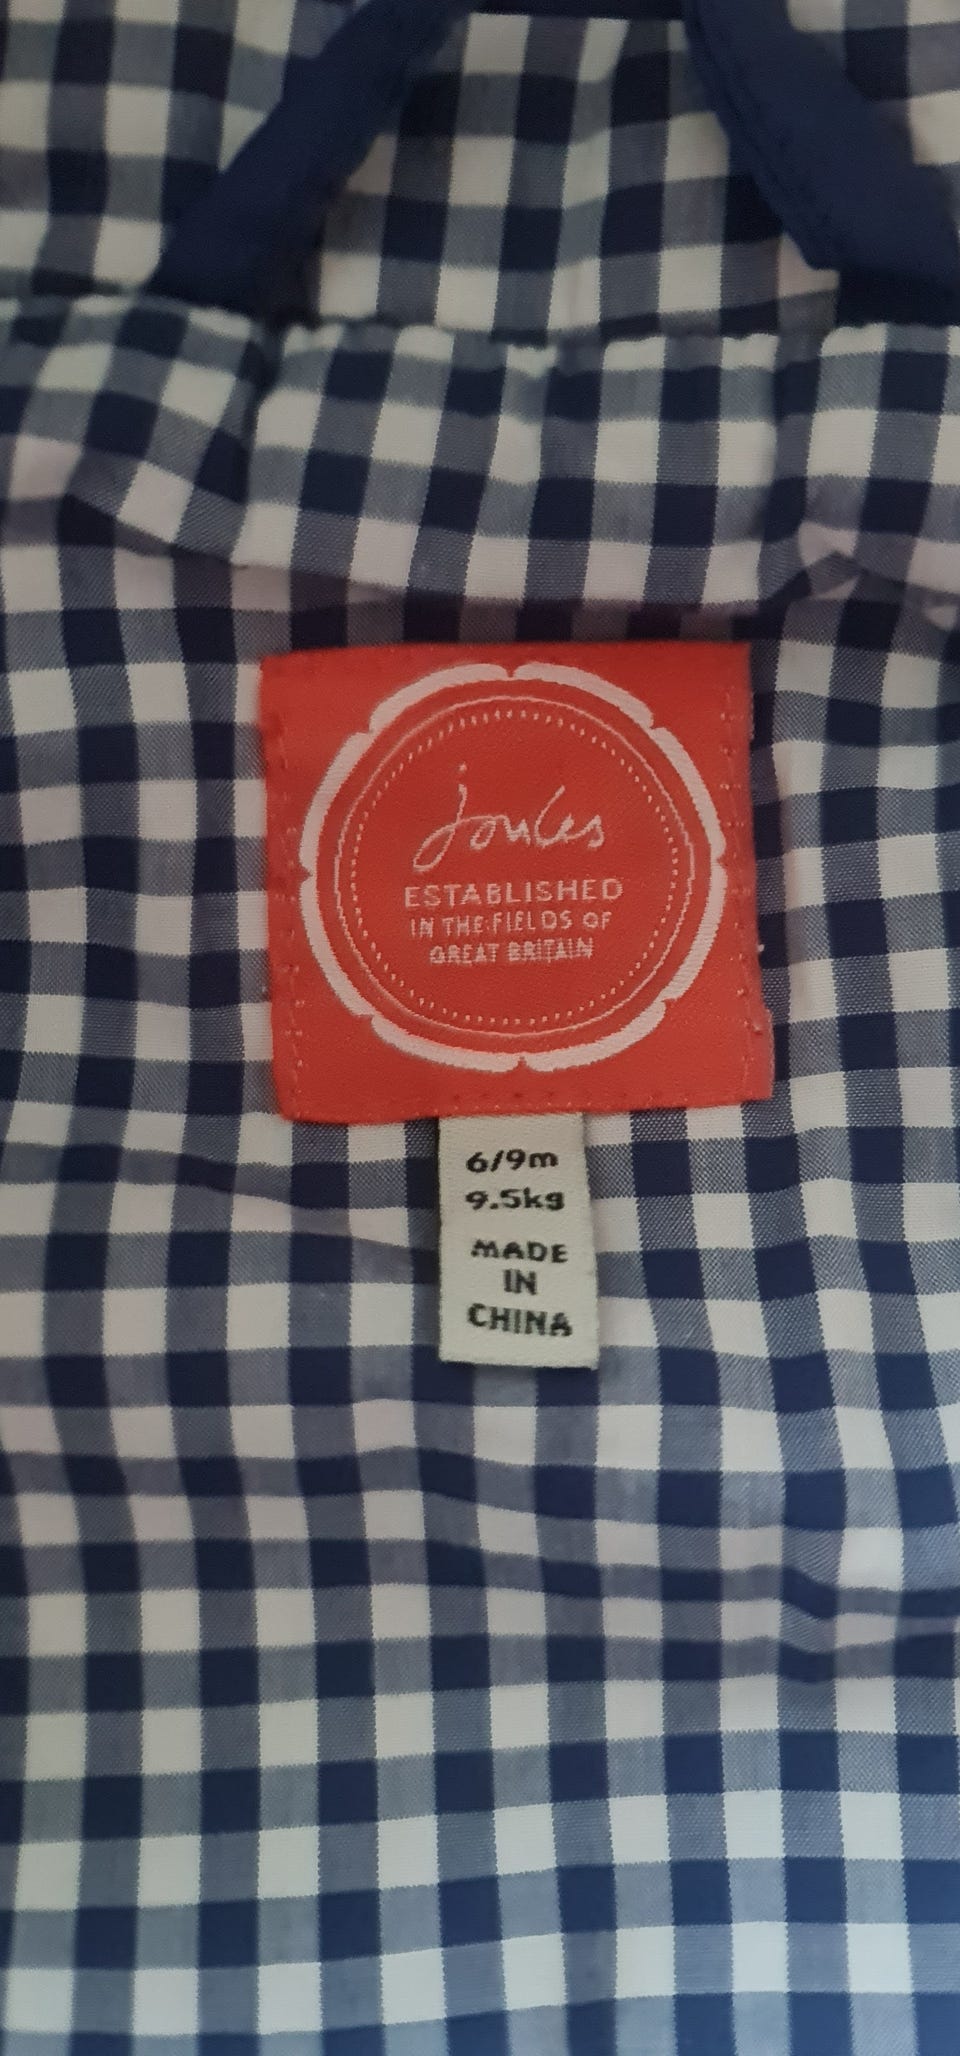 joules
ESTABLISHED
IN THE FIELDS OF
GREAT BRITAIN
6/9m
9.5kg
MADE
IN
CHINA